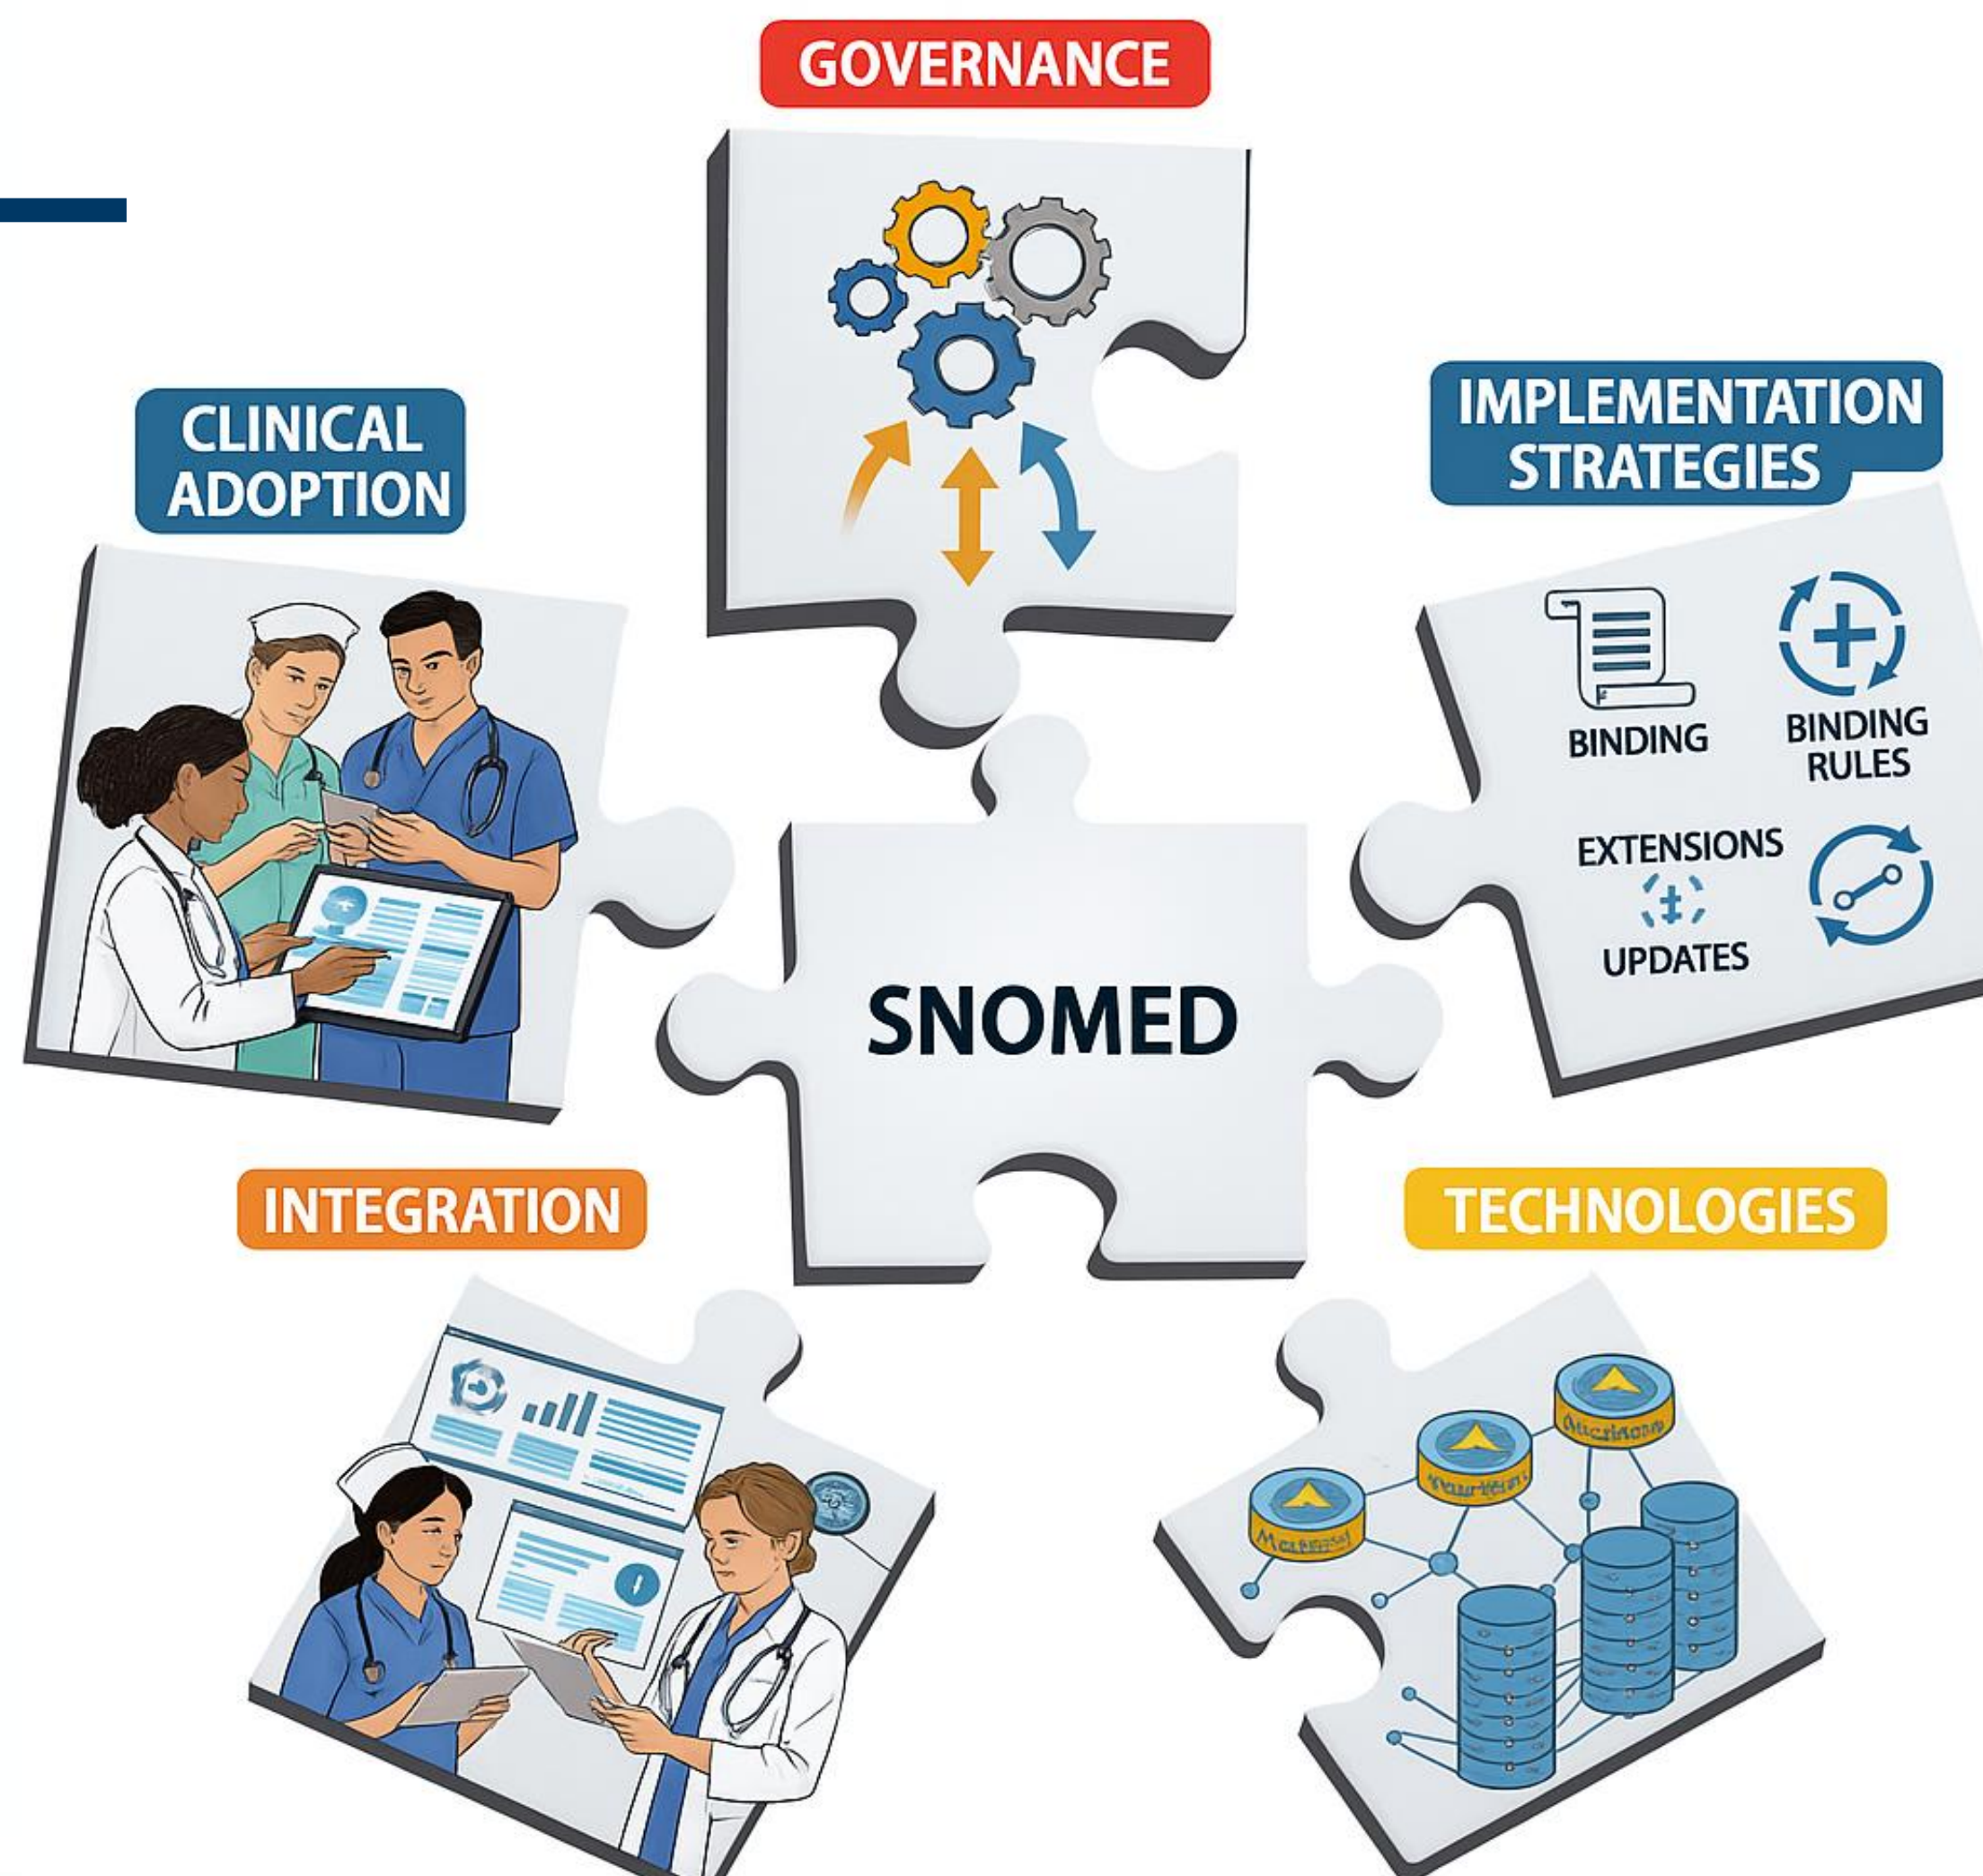 GOVERNANCE
CLINICAL
ADOPTION
IMPLEMENTATION
STRATEGIES
BINDING
BINDING
RULES
EXTENSIONS
UPDATES
SNOMED
INTEGRATION
TECHNOLOGIES